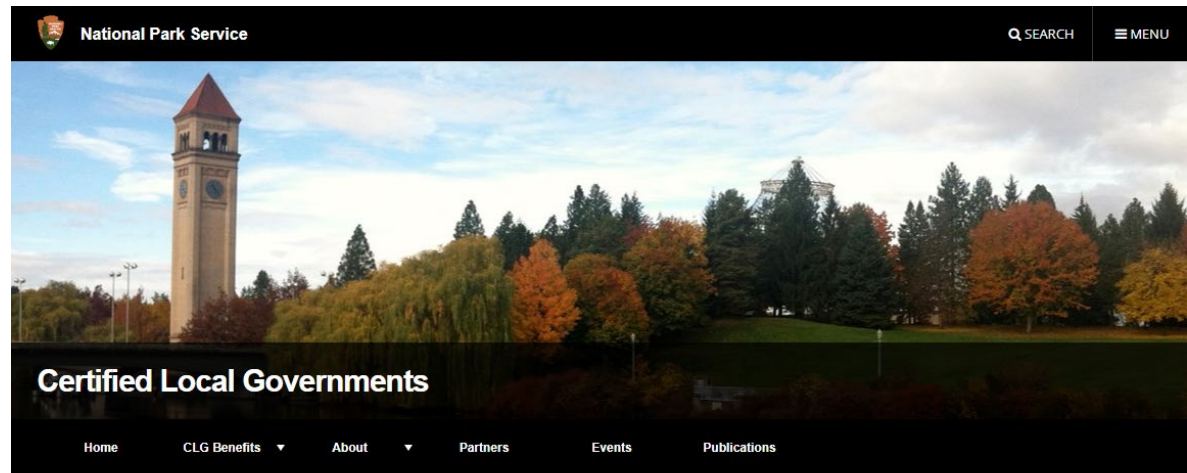 National Park Service
SEARCH
MENU
Certified Local Governments
Home CLG Benefits About Partners Events Publications